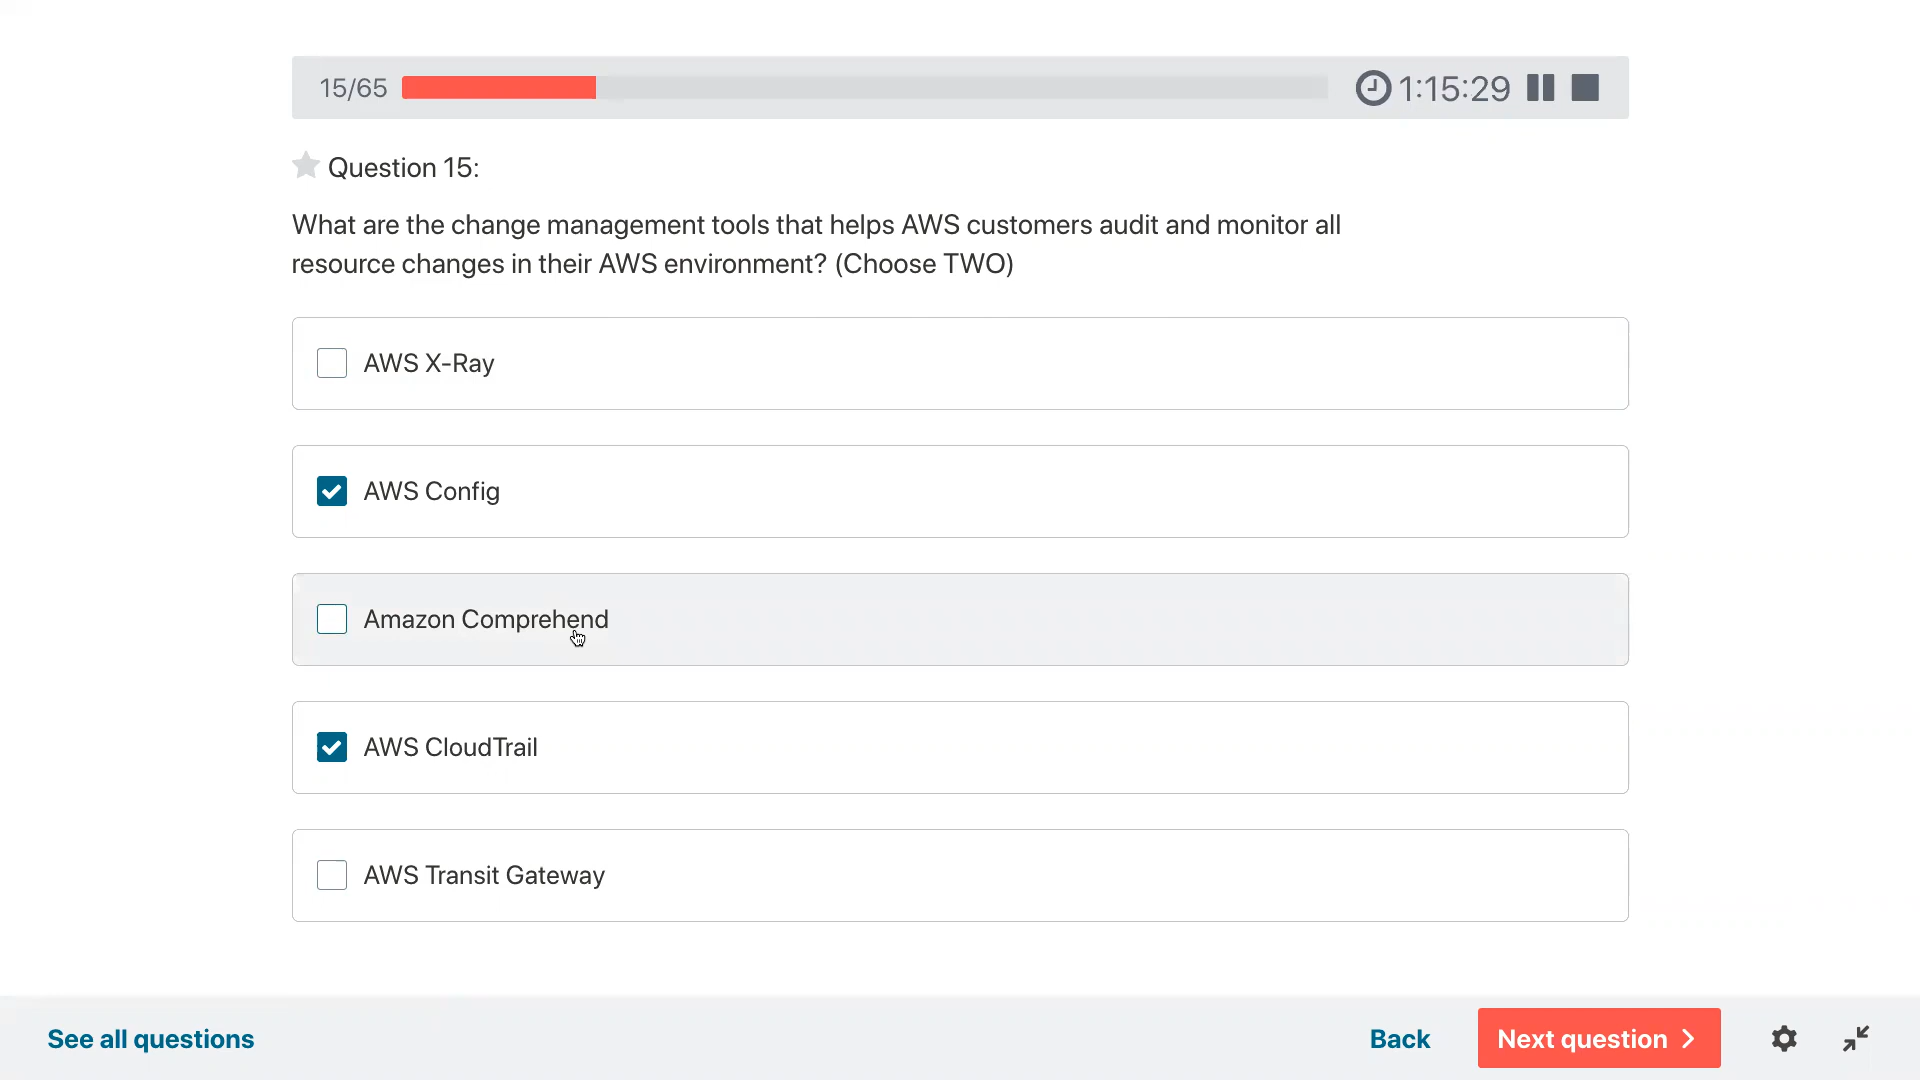 15/65
1:15:29
Question 15:
What are the change management tools that helps AWS customers audit and monitor all
resource changes in their AWS environment? (Choose TWO)
AWS X-Ray
AWS Config
Amazon Comprehend
AWS CloudTrail
AWS Transit Gateway
See all questions
Back
Next question